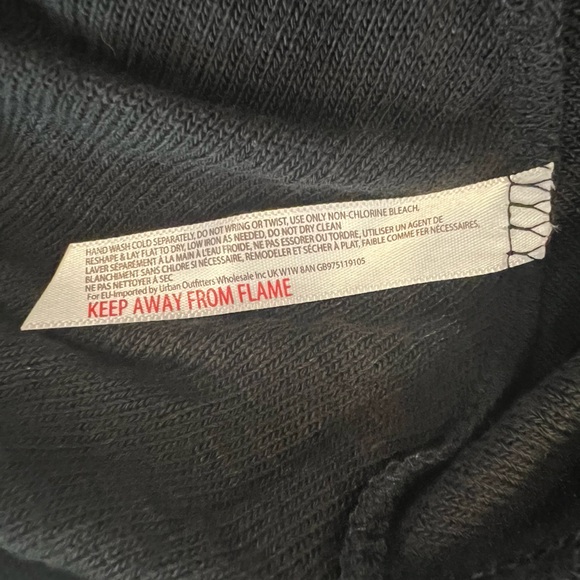 HAND WASH COLD SEPARATELY, DO NOT WRING OR TWIST, USE ONLY NON-CHLORINE BLEACH,
RESHAPE & LAY FLAT TO DRY, LOW IRON AS NEEDED, DO NOT DRY CLEAN
LAVER SÉPARÉMENT À LA MAIN À L'EAU FROIDE, NE PAS ESSORER OU TORDRE, UTILISER UN AGENT DE
BLANCHIMENT SANS CHLORE SI NÉCESSAIRE, REMODELER ET SÉCHER À PLAT, FAIBLE COMME FER NÉCESSAIRE,
NE PAS NETTOYER À SEC
For EU-Imported by Urban Outfitters Wholesale Inc UK W1W 8AN GB975119105
KEEP AWAY FROM FLAME